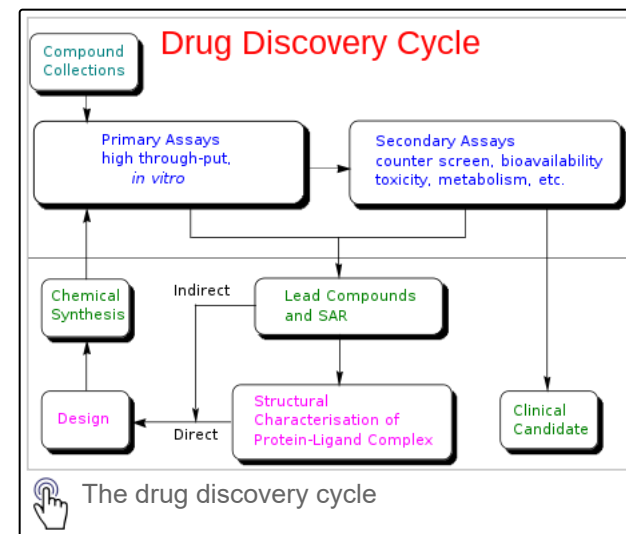 Drug Discovery Cycle
Compound
Collections
Primary Assays
high through-put,
in vitro
Secondary Assays
counter screen, bioavailability
toxicity, metabolism, etc.
Chemical
Synthesis
Indirect
Lead Compounds
and SAR
Design
Direct
Structural
Characterisation of
Protein-Ligand Complex
Clinical
Candidate
The drug discovery cycle